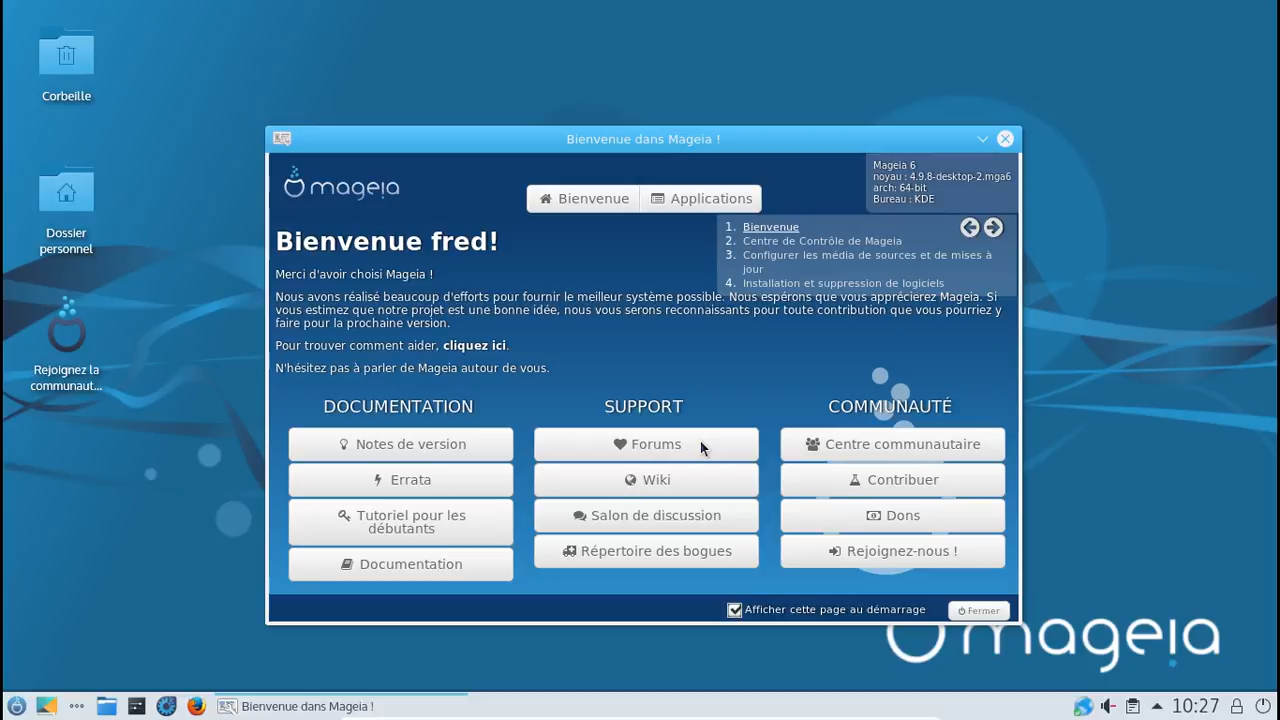 Corbeille
Dossier
personnel
Rejoignez la
communaut...
Bienvenue dans Mageia !
mageia
Bienvenue
Applications
Mageia 6
noyau : 4.9.8-desktop-2.mga6
arch: 64-bit
Bureau : KDE
1. Bienvenue
2. Centre de Contrôle de Mageia
3. Configurer les média de sources et de mises à
jour
4. Installation et suppression de logiciels
Bienvenue fred!
Merci d'avoir choisi Mageia !
Nous avons réalisé beaucoup d'efforts pour fournir le meilleur système possible. Nous espérons que vous apprécierez Mageia. Si
vous estimez que notre projet est une bonne idée, nous vous serons reconnaissants pour toute contribution que vous pourriez y
faire pour la prochaine version.
Pour trouver comment aider, cliquez ici.
N'hésitez pas à parler de Mageia autour de vous.
DOCUMENTATION
Notes de version
Errata
Tutoriel pour les
débutants
Documentation
SUPPORT
Forums
Wiki
Salon de discussion
Répertoire des bogues
COMMUNAUTÉ
Centre communautaire
Contribuer
Dons
Rejoignez-nous !
Afficher cette page au démarrage
Fermer
mageia
Bienvenue dans Mageia !
10:27